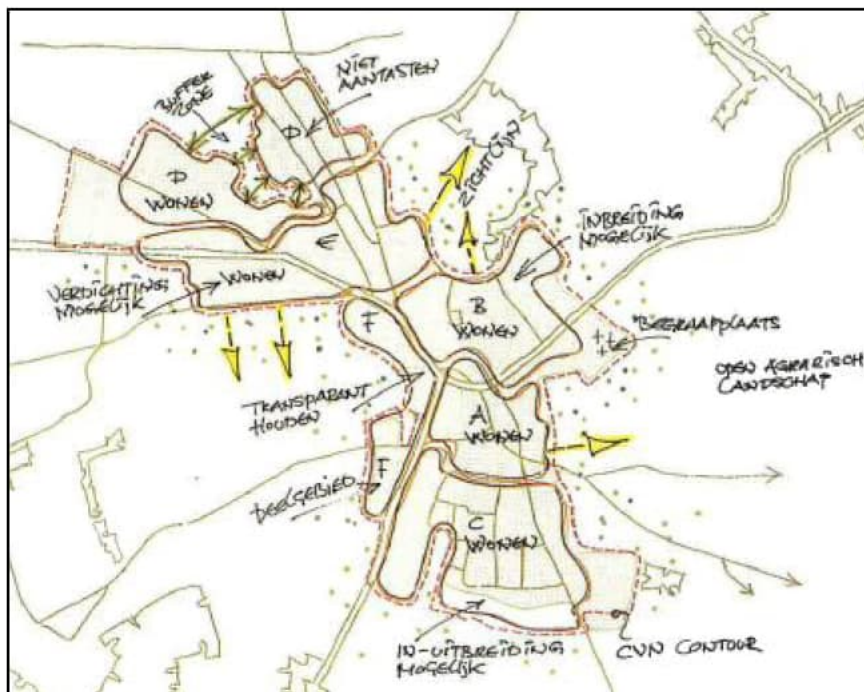 NIET
AANTASTEN
BUFFER
ZONE
D
D
WONEN
ZICHTLIJN
INBREIDING
MOGELIJK
E
WONEN
VERDICHTING
MOGELIJK
F
B
WONEN
BEGRAAFPLAATS
OPEN AGRARISCH
LANDSCHAP
TRANSPARANT
HOUDEN
A
WONEN
F
DEELGEBIED
C
WONEN
IN-UITBREIDING
MOGELIJK
CVN CONTOUR